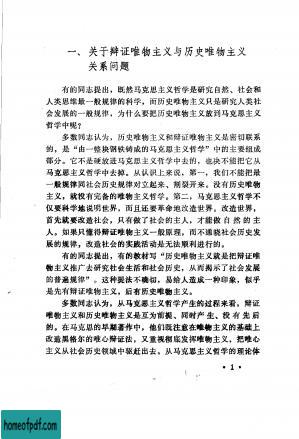 一、关于辩证唯物主义与历史唯物主义
关系问题
有的同志提出，既然马克思主义哲学是研究自然、社会和
人类思维最一般规律的科学，而历史唯物主义只是研究人类社
会发展的一般规律，为什么要把历史唯物主义放到马克思主义
哲学中呢？
多数同志认为，历史唯物主义和辩证唯物主义是密切联系
的，是“由一整块钢铁铸成的马克思主义哲学”中的主要组成
部分。它不是硬放进马克思主义哲学中去的，也决不能把它从
马克思主义哲学中去掉。从认识上来说，第一，我们不能把最
一般规律同社会历史规律对立起来、割裂开来。没有历史唯物
主义，就没有完备的唯物主义哲学。第二，马克思主义哲学不
仅要科学地说明世界，而且还要革命地改造世界。改造世界，
首先就要改造社会，只有做了社会的主人，才能做自然的主
人。如果只懂得辩证唯物主义一般原理，而不通晓社会历史发
展的规律，改造社会的实践活动是无法顺利进行的。
有的同志提出，有的教材写“历史唯物主义就是把辩证唯
物主义推广去研究社会生活和社会历史，从而揭示了社会发展
的普遍规律”。这种提法不确切，易给人造成一种印象，似乎
是先有辩证唯物主义，后有历史唯物主义。
多数同志认为，从马克思主义哲学产生的过程来看，辩证
唯物主义和历史唯物主义是互为前提、同时产生、没有先后
的。在马克思的早期著作中，他们既注意在唯物主义的基础上
改造黑格尔的唯心辩证法，又重视彻底发挥唯物主义，把唯心
主义从社会历史领域中驱赶出去。从马克思主义哲学的理论体
· 1 ·
homeofpdf.com
homeofpdf.com